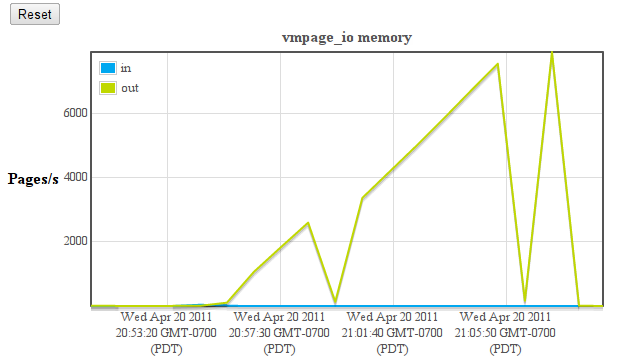 Reset
vmpage_io memory
in
out
6000
Pages/s
4000
2000
Wed Apr 20 2011
20:53:20 GMT-0700
(PDT)
Wed Apr 20 2011
20:57:30 GMT-0700
(PDT)
Wed Apr 20 2011
21:01:40 GMT-0700
(PDT)
Wed Apr 20 2011
21:05:50 GMT-0700
(PDT)